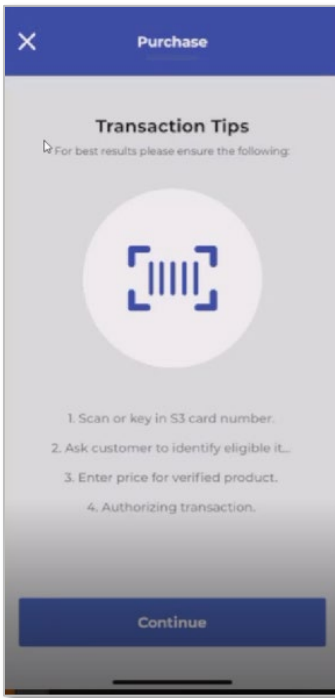 Purchase
Transaction Tips
For best results please ensure the following:
1. Scan or key in S3 card number.
2. Ask customer to identify eligible it...
3. Enter price for verified product.
4. Authorizing transaction.
Continue